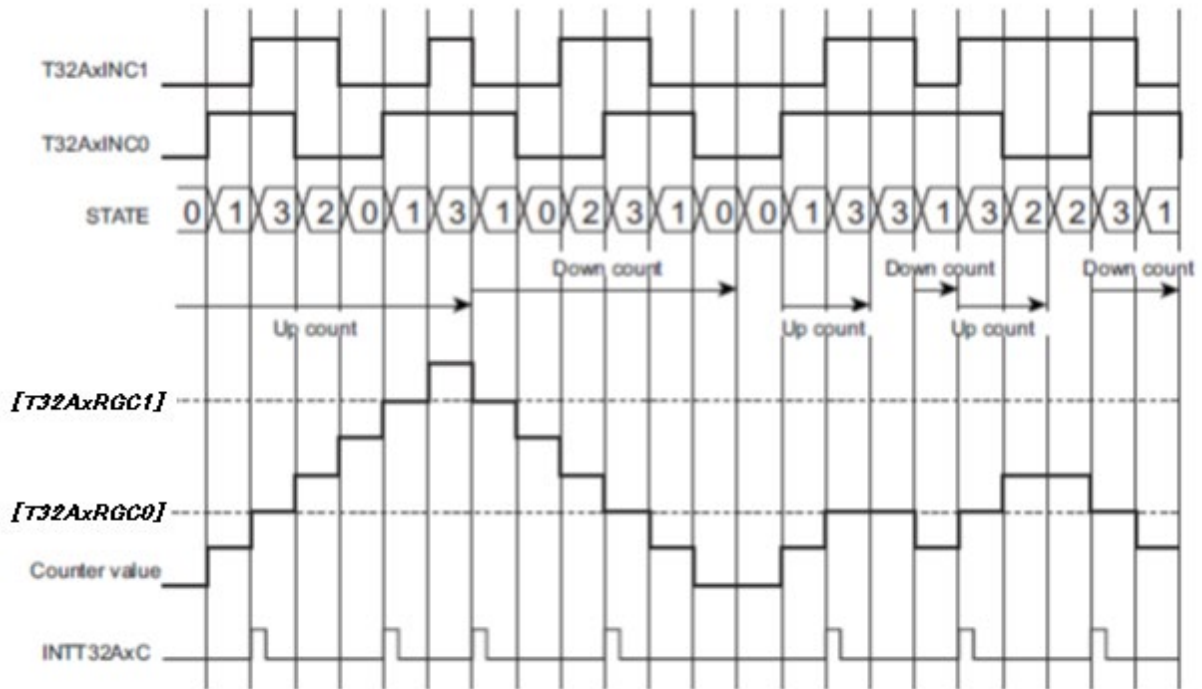 T32AxINC1
T32AxINC0
STATE 0 1 3 2 0 1 3 1 0 2 3 1 0 0 1 3 3 1 3 2 2 3 1
Down count Down count Down count
Up count Up count Up count
[T32AxRGC1]
[T32AxRGC0]
Counter value
INTT32AxC